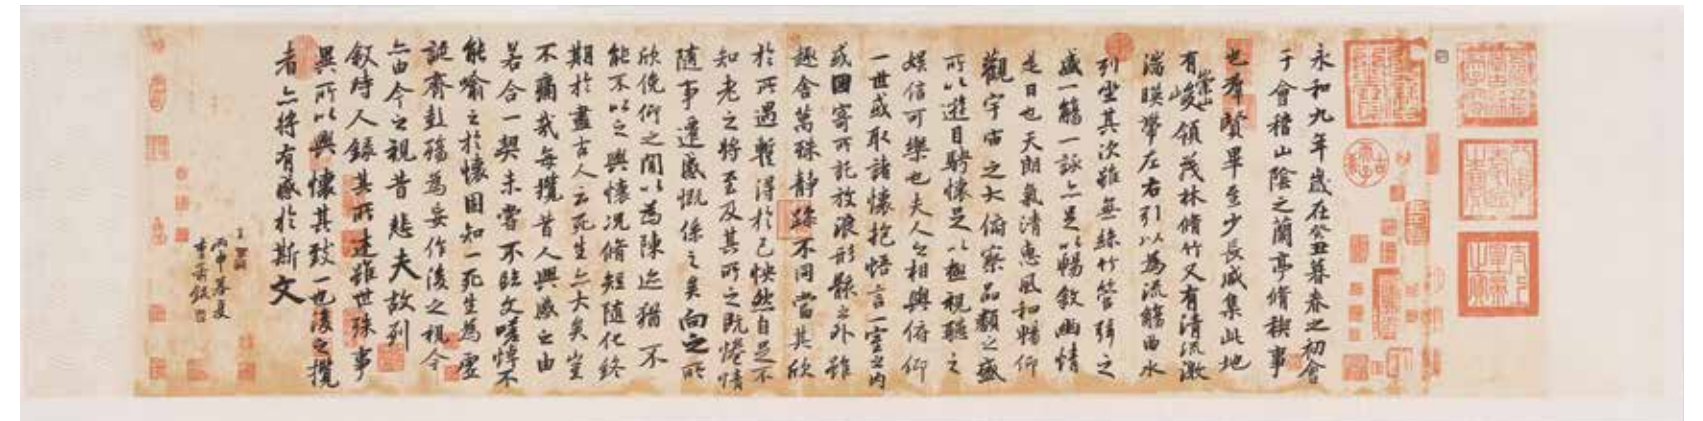 永和九年歲在癸丑暮春之初會
于會稽山陰之蘭亭脩禊事
也群賢畢至少長咸集此地
有崇山峻領茂林脩竹又有清流激
湍暎帶左右引以為流觴曲水
列坐其次雖無絲竹管弦之
盛一觴一詠亦足以暢敘幽情
是日也天朗氣清惠風和暢仰
觀宇宙之大俯察品類之盛
所以遊目騁懷足以極視聽之
娛信可樂也夫人之相與俯仰
一世或取諸懷抱悟言一室之內
或因寄所託放浪形骸之外雖
趣舍萬殊靜躁不同當其欣
於所遇暫得於己怏然自足不
知老之將至及其所之既惓情
隨事遷感慨係之矣向之所
欣俛仰之閒以為陳迹猶不
能不以之興懷況脩短隨化終
期於盡古人云死生亦大矣豈
不痛哉每攬昔人興感之由
若合一契未嘗不臨文嗟悼不
能喻之於懷固知一死生為虛
誕齊彭殤為妄作後之視今
亦由今之視昔悲夫故列
敘時人錄其所述雖世殊事
異所以興懷其致一也後之攬
者亦將有感於斯文
丙申暮夏